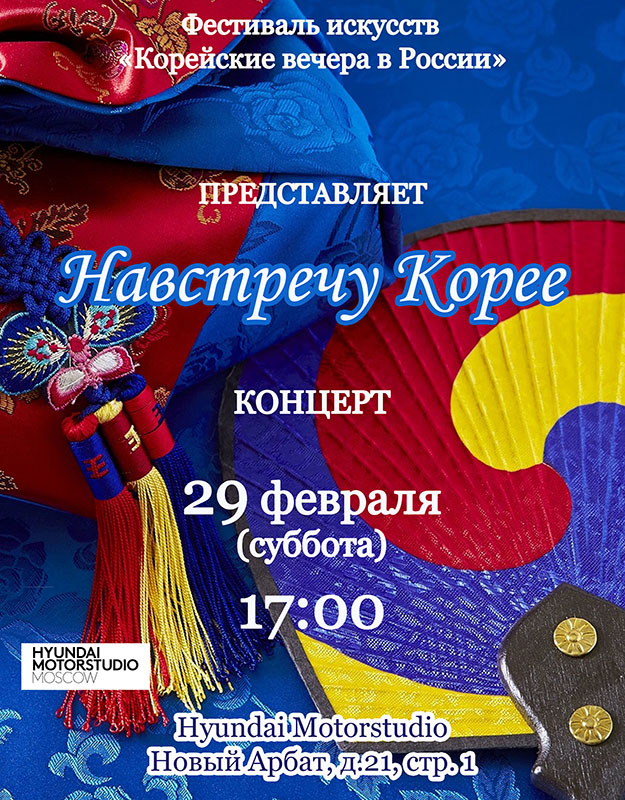 Фестиваль искусств
«Корейские вечера в России»
ПРЕДСТАВЛЯЕТ
Навстречу Корее
КОНЦЕРТ
29 февраля
(суббота)
17:00
HYUNDAI
MOTORSTUDIO
MOSCOW
Hyundai Motorstudio
Новый Арбат, д.21, стр. 1